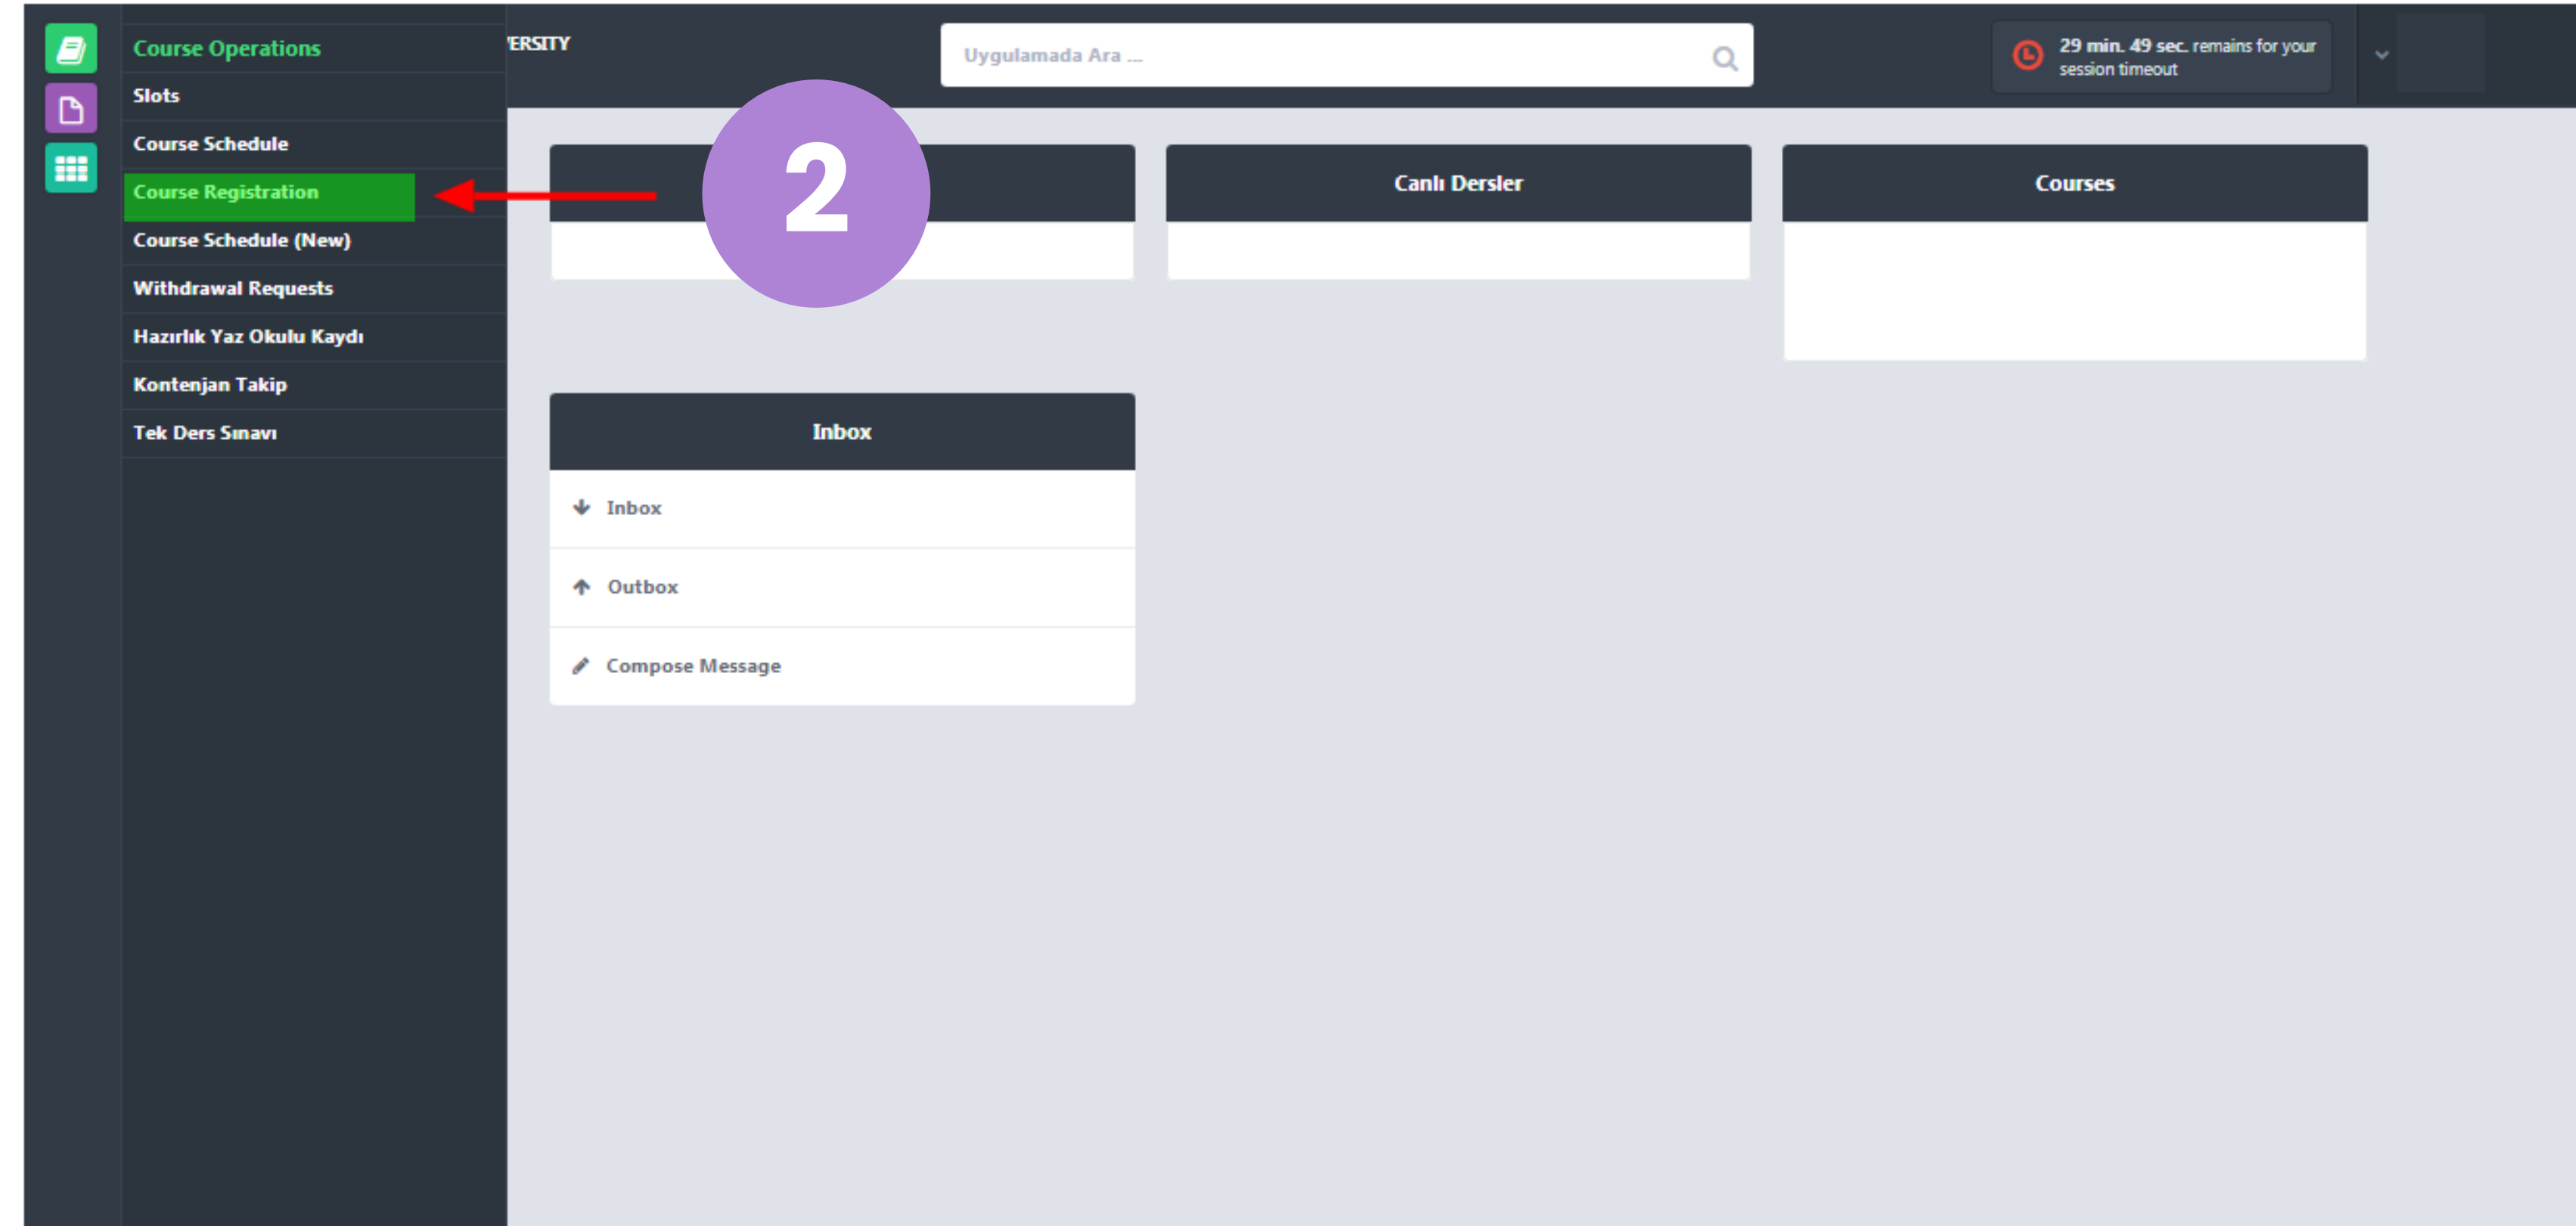 Course Operations
Slots
Course Schedule
Course Registration
Course Schedule (New)
Withdrawal Requests
Hazırlık Yaz Okulu Kaydı
Kontenjan Takip
Tek Ders Sınavı
VERSITY
Uygulamada Ara ...
29 min. 49 sec. remains for your
session timeout
2
Canlı Dersler
Courses
Inbox
Inbox
Outbox
Compose Message